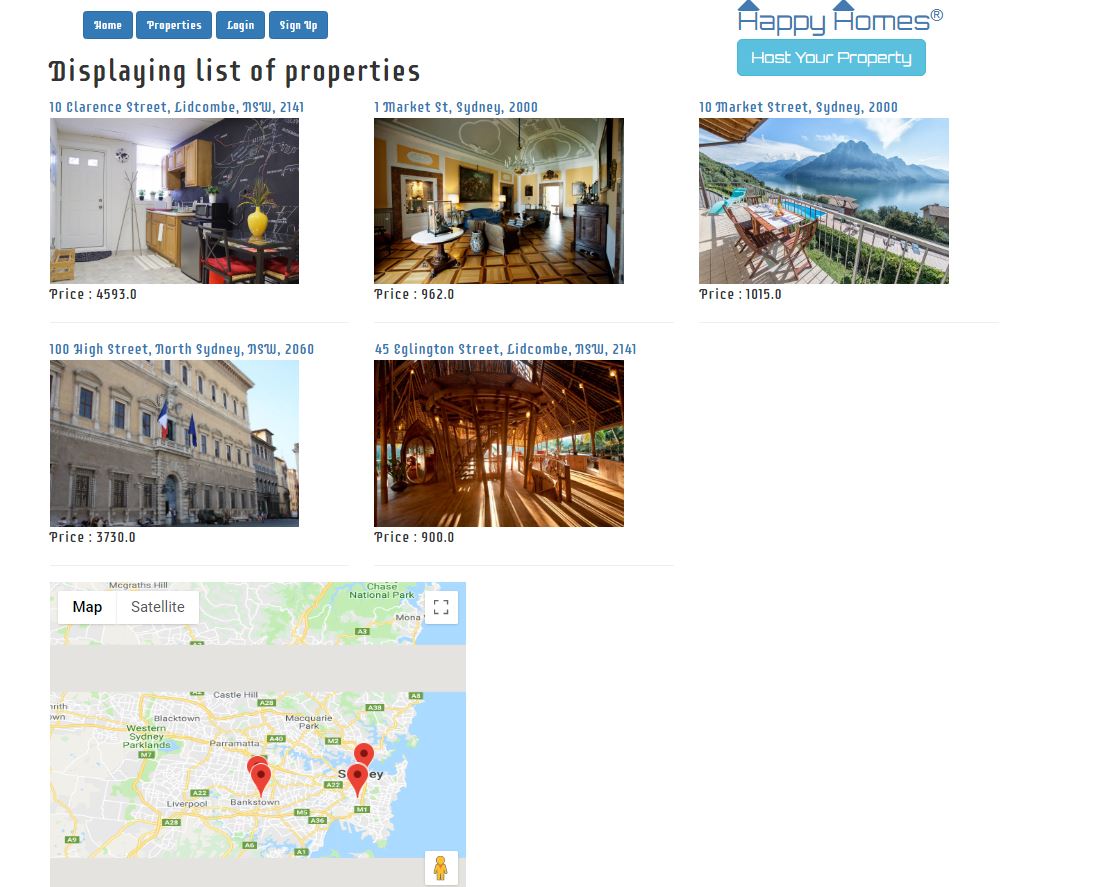 Home Properties Login Sign Up
Happy Homes®
Host Your Property
Displaying list of properties
10 Clarence Street, Lidcombe, NSW, 2141
1 Market St, Sydney, 2000
10 Market Street, Sydney, 2000
Price : 4593.0
Price : 962.0
Price : 1015.0
100 High Street, North Sydney, NSW, 2060
45 Eglington Street, Lidcombe, NSW, 2141
Price : 3730.0
Price : 900.0
Mcgraths Hill
Chase
National Park
Map Satellite
Mona
A3
Castle Hill
A2
A8
A28
A38
Blacktown
Macquarie
Park
Western
Sydney
Parklands
M7
Parramatta
A40
M2
A22
A22
Liverpool
Bankstown
M5
M1
A28
A36
A9
A6
A1